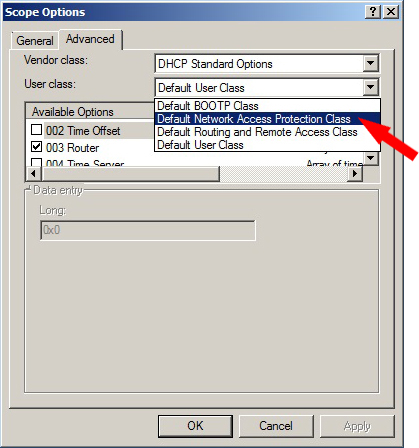 Scope Options
General Advanced
Vendor class: DHCP Standard Options
User class: Default User Class
Default BOOTP Class
Default Network Access Protection Class
Default Routing and Remote Access Class
Default User Class
Available Options
002 Time Offset
003 Router
004 Time Server Array of time
Data entry
Long:
0x0
OK Cancel Apply